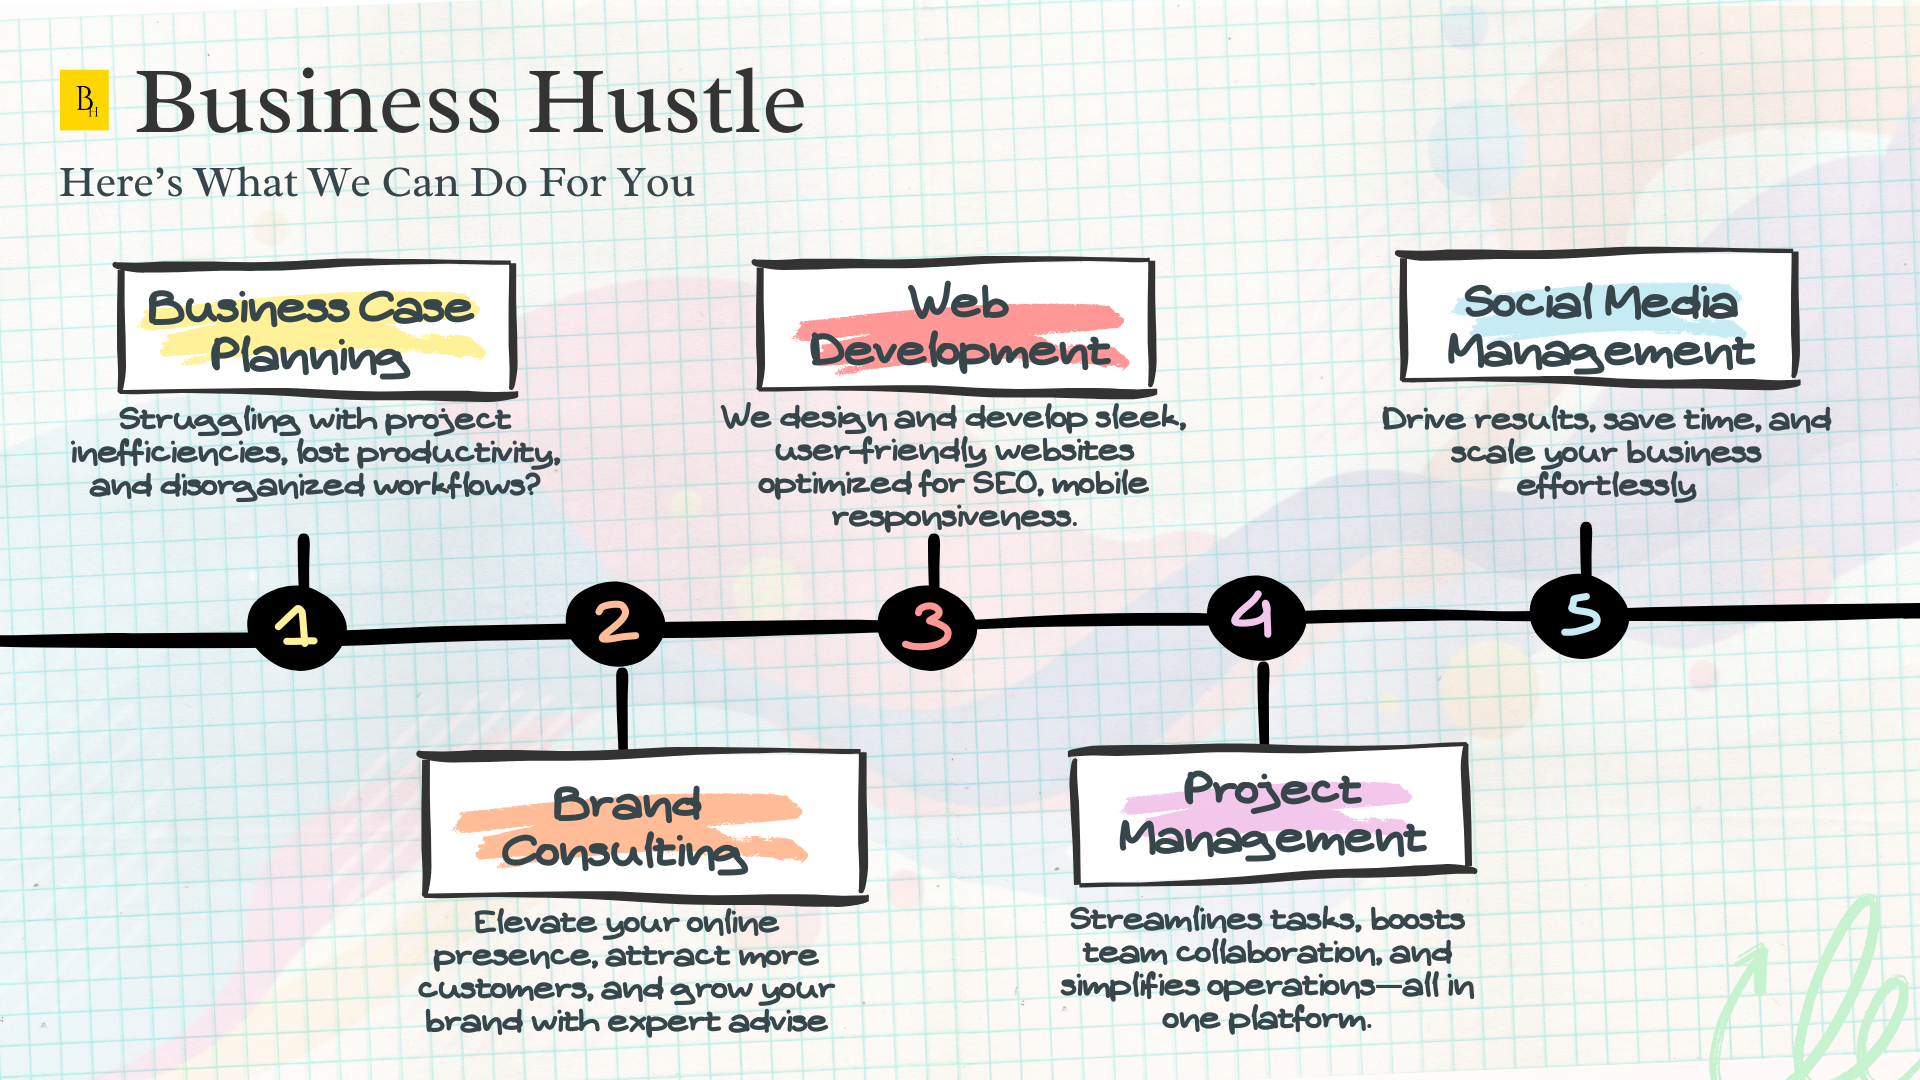 BH
Business Hustle
Here's What We Can Do For You
Business Case
Planning
Struggling with project
inefficiencies, lost productivity,
and disorganized workflows?
Web
Development
We design and develop sleek,
user-friendly websites
optimized for SEO, mobile
responsiveness.
Social Media
Management
Drive results, save time, and
scale your business
effortlessly
1
2
3
4
5
Brand
Consulting
Elevate your online
presence, attract more
customers, and grow your
brand with expert advise
Project
Management
Streamlines tasks, boosts
team collaboration, and
simplifies operations—all in
one platform.